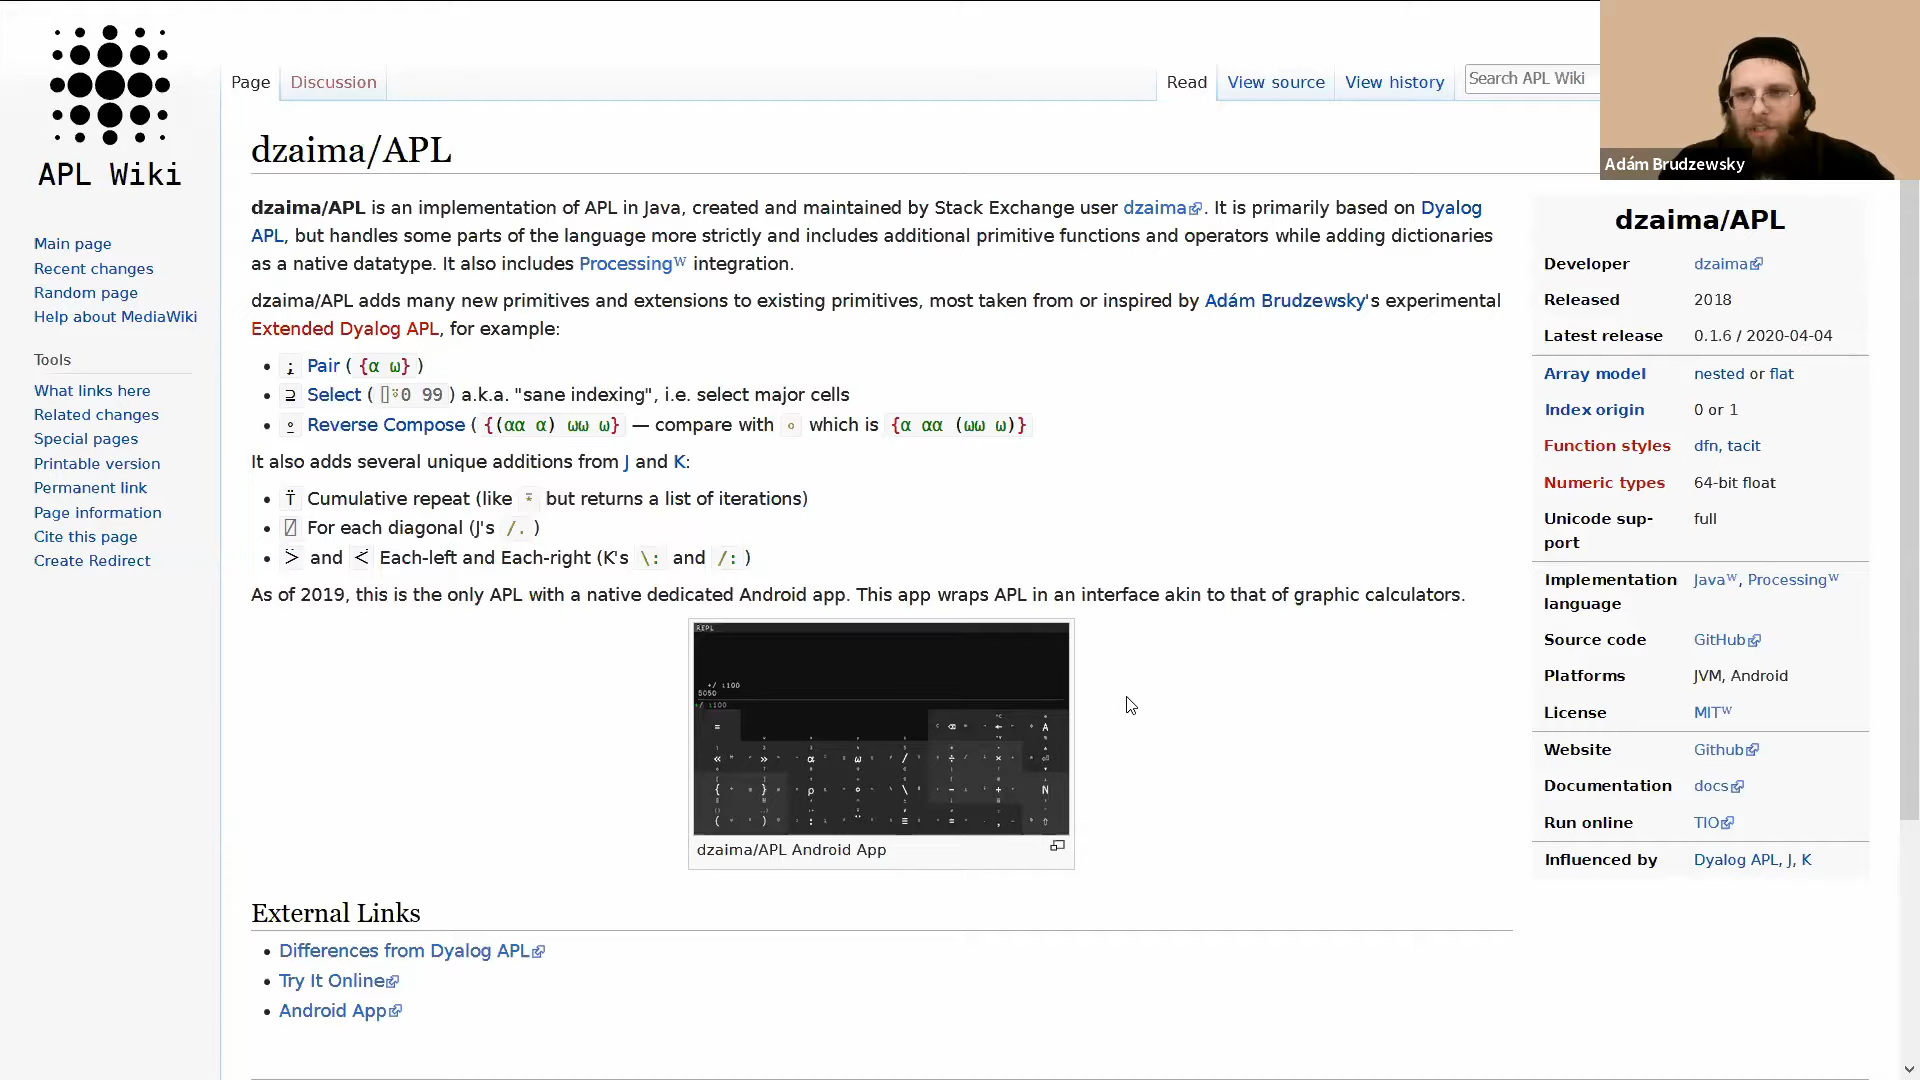 APL Wiki
Page
Discussion
Read
View source
View history
Search APL Wiki
Adám Brudzewsky
Main page
Recent changes
Random page
Help about MediaWiki
Tools
What links here
Related changes
Special pages
Printable version
Permanent link
Page information
Cite this page
Create Redirect
dzaima/APL
dzaima/APL is an implementation of APL in Java, created and maintained by Stack Exchange user dzaima. It is primarily based on Dyalog
APL, but handles some parts of the language more strictly and includes additional primitive functions and operators while adding dictionaries
as a native datatype. It also includes Processingᵂ integration.
dzaima/APL adds many new primitives and extensions to existing primitives, most taken from or inspired by Adám Brudzewsky's experimental
Extended Dyalog APL, for example:
⍮ Pair ( {⍺ ⍵} )
⊇ Select ( ⌷⍤0 99 ) a.k.a. "sane indexing", i.e. select major cells
⍛ Reverse Compose ( {(⍺⍺ ⍺) ⍵⍵ ⍵} — compare with ∘ which is {⍺ ⍺⍺ (⍵⍵ ⍵)}
It also adds several unique additions from J and K:
⍡ Cumulative repeat (like ⍣ but returns a list of iterations)
⍁ For each diagonal (J's /. )
⍩ and ᑈ Each-left and Each-right (K's \: and /: )
As of 2019, this is the only APL with a native dedicated Android app. This app wraps APL in an interface akin to that of graphic calculators.
REPL
+/ ⍳100
5050
+/ ⍳100
dzaima/APL Android App
External Links
Differences from Dyalog APL
Try It Online
Android App
dzaima/APL
Developer dzaima
Released 2018
Latest release 0.1.6 / 2020-04-04
Array model nested or flat
Index origin 0 or 1
Function styles dfn, tacit
Numeric types 64-bit float
Unicode sup- full
port
Implementation Javaᵂ, Processingᵂ
language
Source code GitHub
Platforms JVM, Android
License MITᵂ
Website Github
Documentation docs
Run online TIO
Influenced by Dyalog APL, J, K